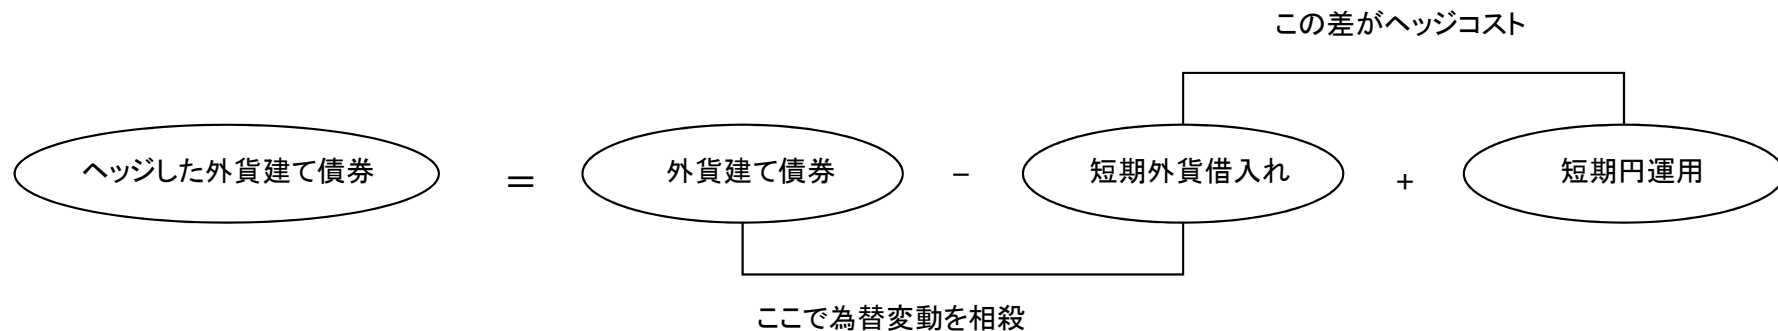 この差がヘッジコスト
ヘッジした外貨建て債券 = 外貨建て債券 - 短期外貨借入れ + 短期円運用
ここで為替変動を相殺